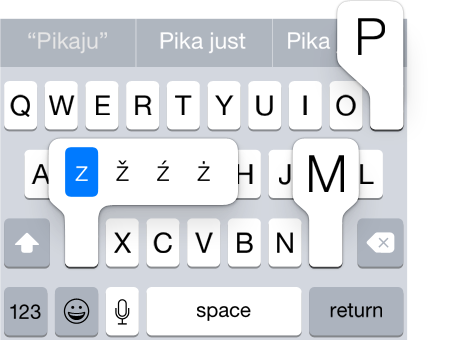 “Pikaju” Pika just Pika P
Q W E R T Y U I O
A z ž ź ż H J M L
X C V B N
123 space return